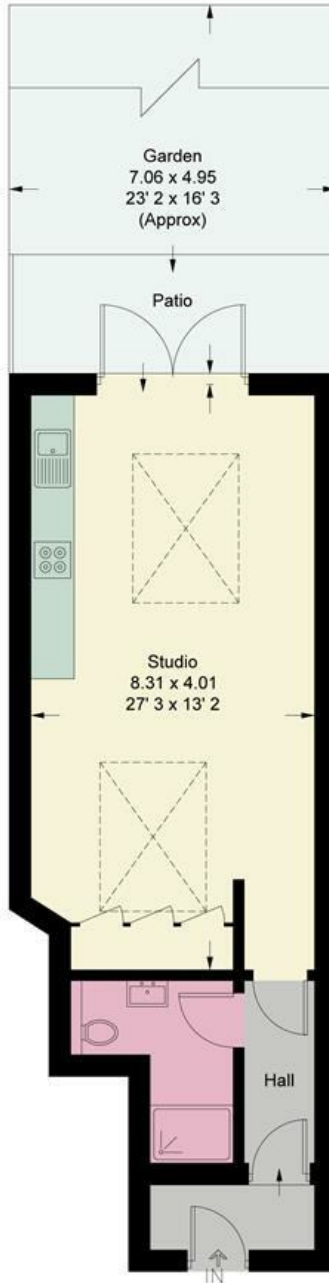 Garden
7.06 x 4.95
23' 2 x 16' 3
(Approx)
Patio
Studio
8.31 x 4.01
27' 3 x 13' 2
Hall
IN